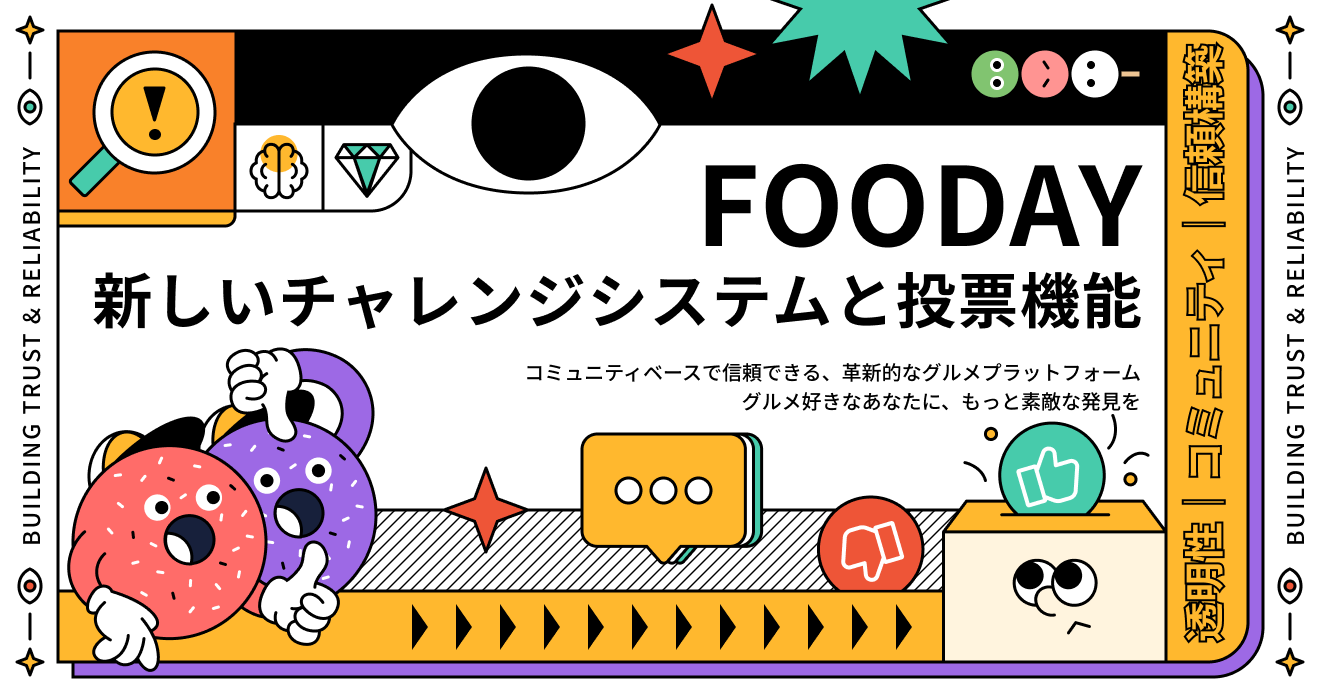 FOODAY
新しいチャレンジシステムと投票機能
コミュニティベースで信頼できる、革新的なグルメプラットフォーム
グルメ好きなあなたに、もっと素敵な発見を
透明性 | コミュニティ | 信頼構築
BUILDING TRUST & RELIABILITY
BUILDING TRUST & RELIABILITY